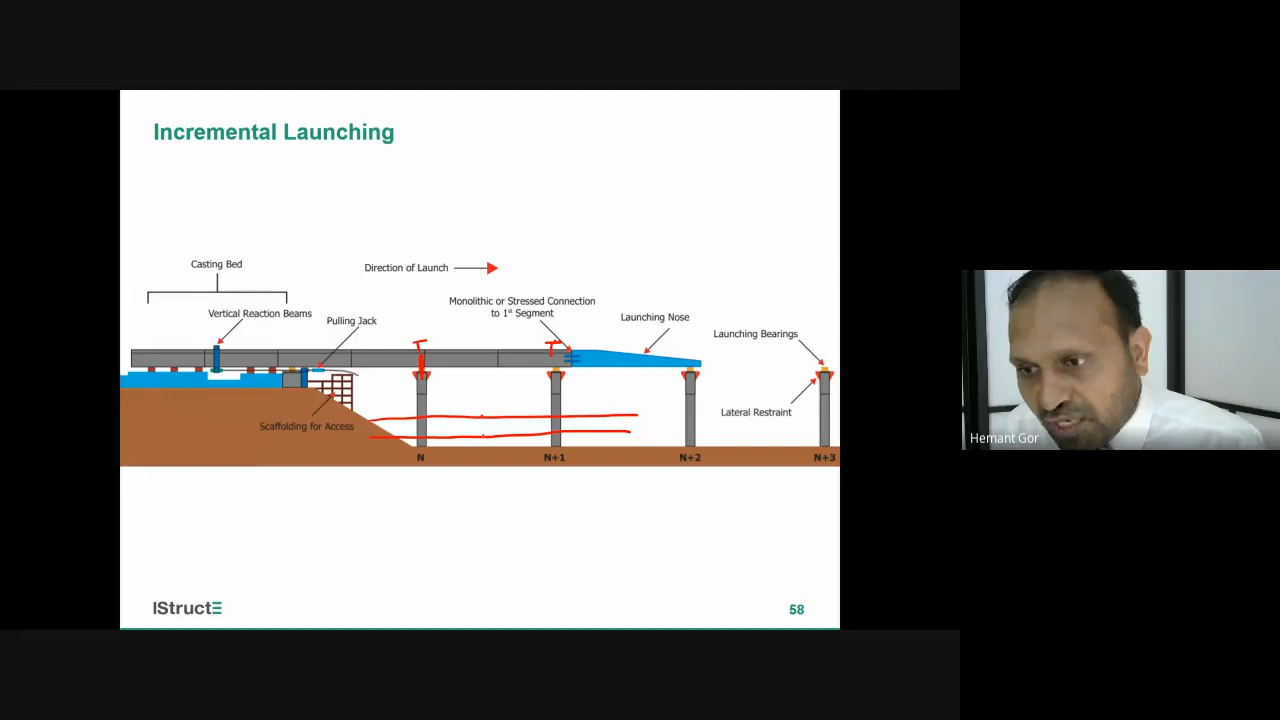 Incremental Launching
Casting Bed
Direction of Launch
Monolithic or Stressed Connection
to 1st Segment
Vertical Reaction Beams
Pulling Jack
Launching Nose
Launching Bearings
Lateral Restraint
Scaffolding for Access
N
N+1
N+2
N+3
IStructE
58
Hemant Gor